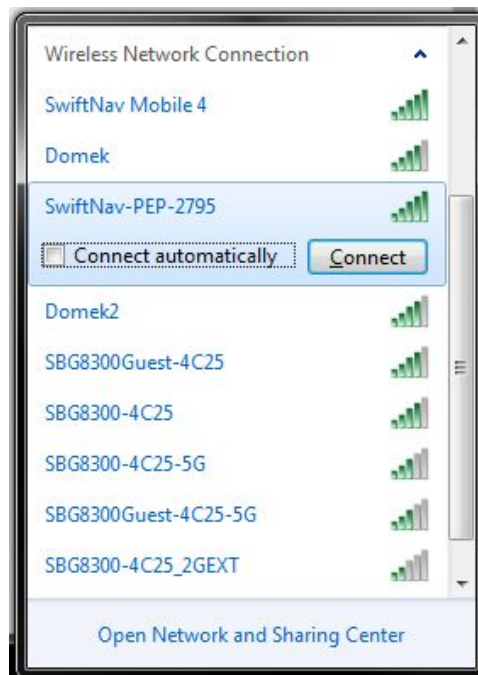 Wireless Network Connection
SwiftNav Mobile 4
Domek
SwiftNav-PEP-2795
Connect automatically Connect
Domek2
SBG8300Guest-4C25
SBG8300-4C25
SBG8300-4C25-5G
SBG8300Guest-4C25-5G
SBG8300-4C25_2GEXT
Open Network and Sharing Center